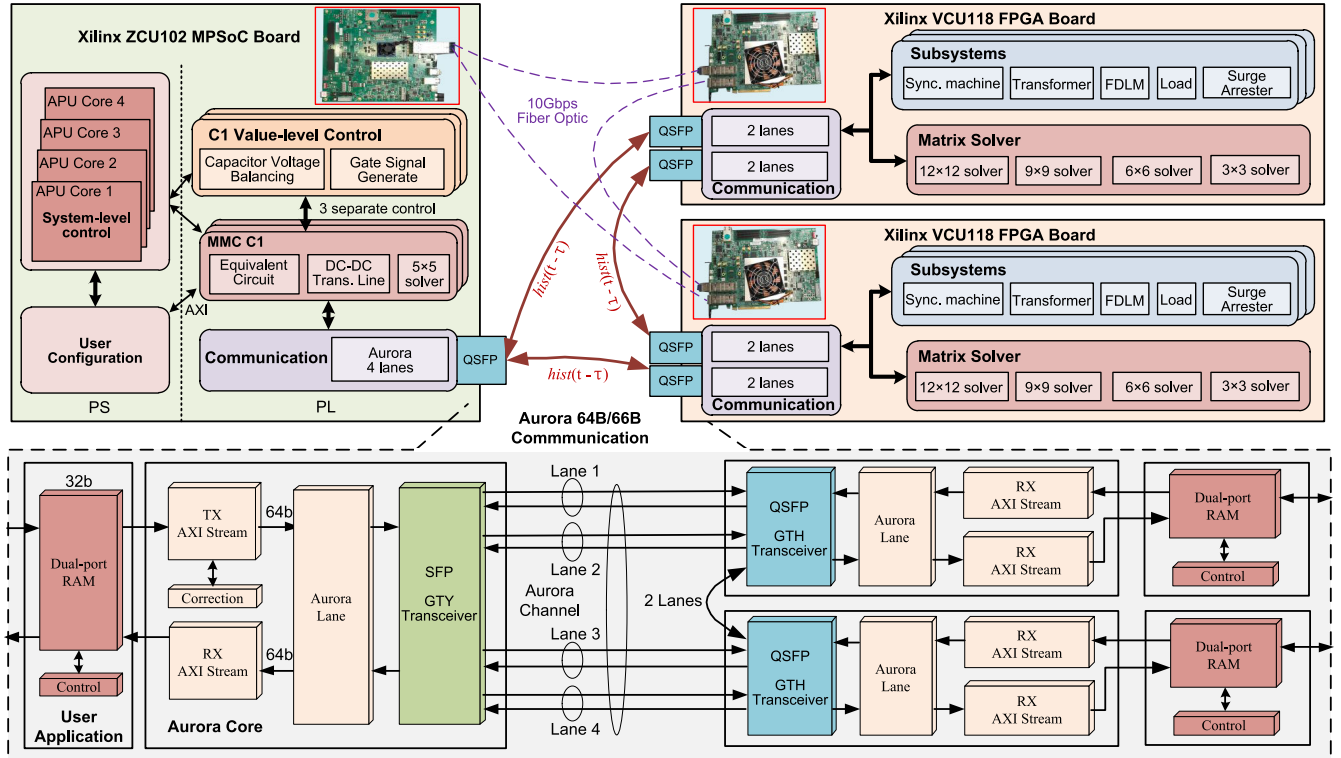 Xilinx ZCU102 MPSoC Board
APU Core 4
APU Core 3
APU Core 2
APU Core 1
System-level
control
User
Configuration
PS
C1 Value-level Control
Capacitor Voltage
Balancing
Gate Signal
Generate
3 separate control
MMC C1
Equivalent
Circuit
DC-DC
Trans. Line
5×5
solver
AXI
Communication
Aurora
4 lanes
QSFP
PL
10Gbps
Fiber Optic
hist(t - τ)
hist(t - τ)
hist(t - τ)
Xilinx VCU118 FPGA Board
QSFP
QSFP
2 lanes
2 lanes
Communication
Subsystems
Sync. machine
Transformer
FDLM
Load
Surge
Arrester
Matrix Solver
12×12 solver
9×9 solver
6×6 solver
3×3 solver
Xilinx VCU118 FPGA Board
QSFP
QSFP
2 lanes
2 lanes
Communication
Subsystems
Sync. machine
Transformer
FDLM
Load
Surge
Arrester
Matrix Solver
12×12 solver
9×9 solver
6×6 solver
3×3 solver
Aurora 64B/66B
Commmunication
32b
Dual-port
RAM
Control
User
Application
TX
AXI Stream
64b
Correction
RX
AXI Stream
64b
Aurora
Lane
SFP
GTY
Transceiver
Aurora Core
Lane 1
Lane 2
Aurora
Channel
Lane 3
Lane 4
2 Lanes
QSFP
GTH
Transceiver
Aurora
Lane
RX
AXI Stream
RX
AXI Stream
Dual-port
RAM
Control
QSFP
GTH
Transceiver
Aurora
Lane
RX
AXI Stream
RX
AXI Stream
Dual-port
RAM
Control